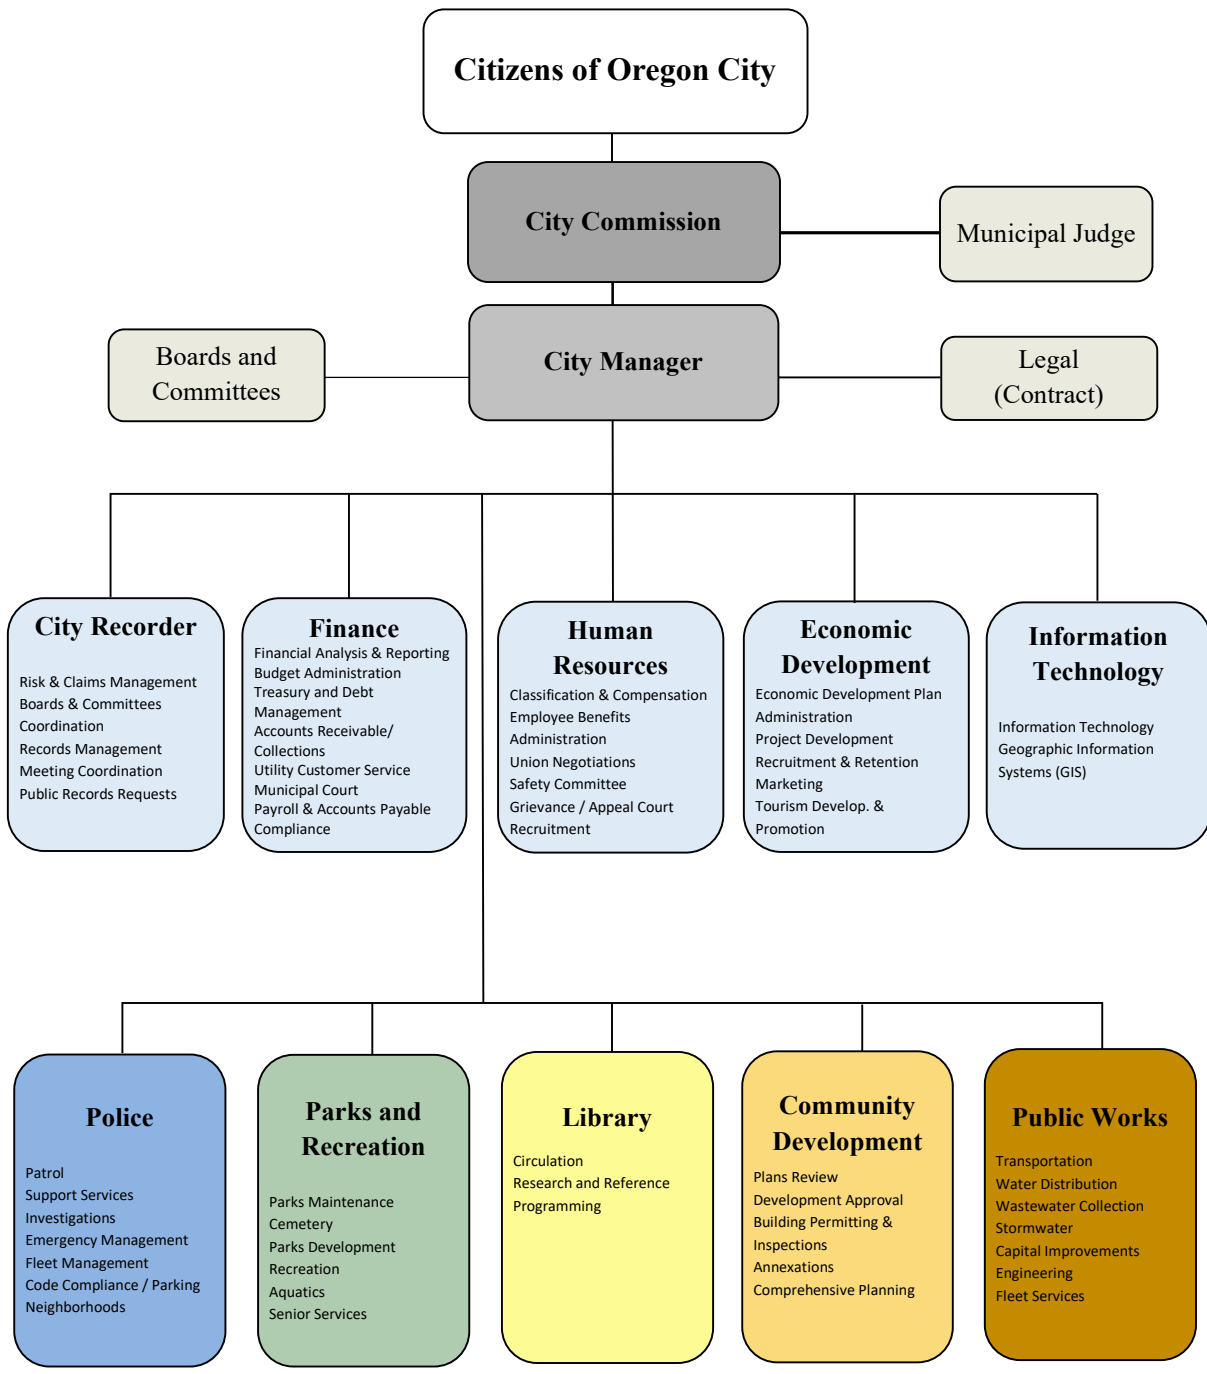 Citizens of Oregon City
City Commission
Municipal Judge
City Manager
Boards and
Committees
Legal
(Contract)
City Recorder
Risk & Claims Management
Boards & Committees
Coordination
Records Management
Meeting Coordination
Public Records Requests
Finance
Financial Analysis & Reporting
Budget Administration
Treasury and Debt
Management
Accounts Receivable/
Collections
Utility Customer Service
Municipal Court
Payroll & Accounts Payable
Compliance
Human
Resources
Classification & Compensation
Employee Benefits
Administration
Union Negotiations
Safety Committee
Grievance / Appeal Court
Recruitment
Economic
Development
Economic Development Plan
Administration
Project Development
Recruitment & Retention
Marketing
Tourism Develop. &
Promotion
Information
Technology
Information Technology
Geographic Information
Systems (GIS)
Police
Patrol
Support Services
Investigations
Emergency Management
Fleet Management
Code Compliance / Parking
Neighborhoods
Parks and
Recreation
Parks Maintenance
Cemetery
Parks Development
Recreation
Aquatics
Senior Services
Library
Circulation
Research and Reference
Programming
Community
Development
Plans Review
Development Approval
Building Permitting &
Inspections
Annexations
Comprehensive Planning
Public Works
Transportation
Water Distribution
Wastewater Collection
Stormwater
Capital Improvements
Engineering
Fleet Services